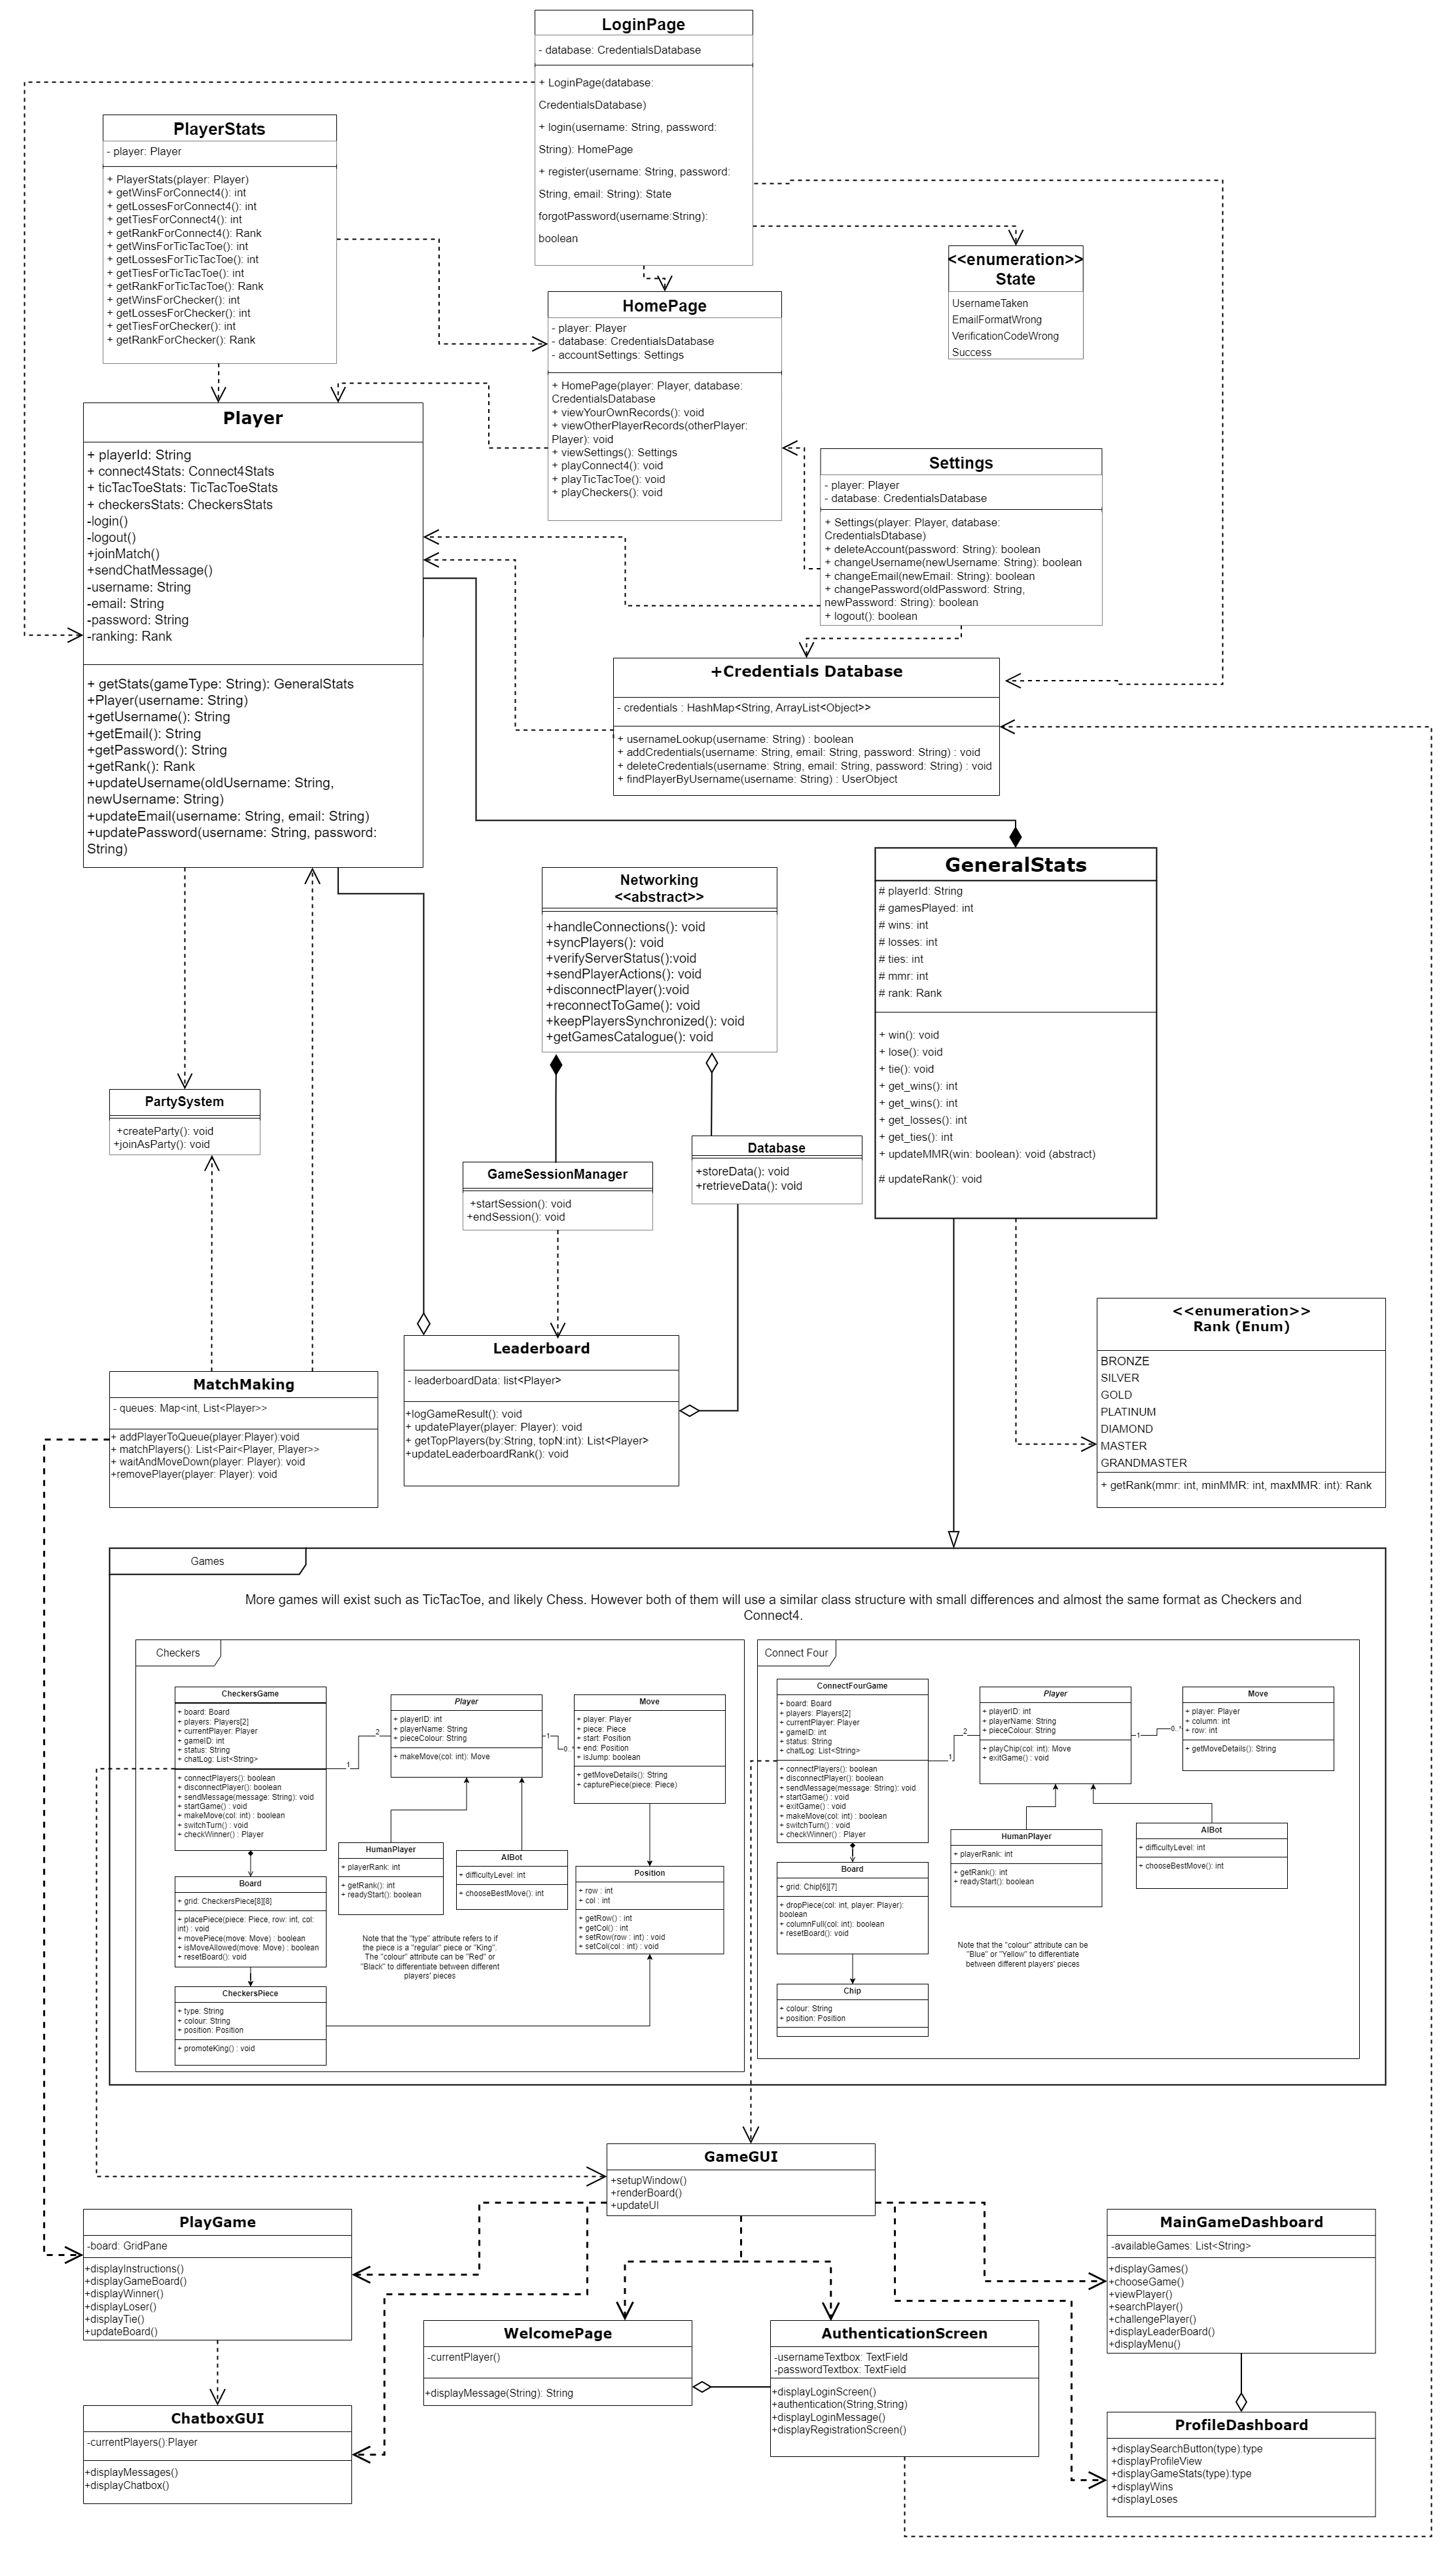 LoginPage
- database: CredentialsDatabase
+ LoginPage(database:
CredentialsDatabase)
+ login(username: String, password:
String): HomePage
+ register(username: String, password:
String, email: String): State
forgotPassword(username:String):
boolean
PlayerStats
- player: Player
+ PlayerStats(player: Player)
+ getWinsForConnect4(): int
+ getLossesForConnect4(): int
+ getTiesForConnect4(): int
+ getRankForConnect4(): Rank
+ getWinsForTicTacToe(): int
+ getLossesForTicTacToe(): int
+ getTiesForTicTacToe(): int
+ getRankForTicTacToe(): Rank
+ getWinsForChecker(): int
+ getLossesForChecker(): int
+ getTiesForChecker(): int
+ getRankForChecker(): Rank
<<enumeration>>
State
UsernameTaken
EmailFormatWrong
VerificationCodeWrong
Success
HomePage
- player: Player
- database: CredentialsDatabase
- accountSettings: Settings
+ HomePage(player: Player, database:
CredentialsDatabase
+ viewYourOwnRecords(): void
+ viewOtherPlayerRecords(otherPlayer:
Player): void
+ viewSettings(): Settings
+ playConnect4(): void
+ playTicTacToe(): void
+ playCheckers(): void
Player
+ playerId: String
+ connect4Stats: Connect4Stats
+ ticTacToeStats: TicTacToeStats
+ checkersStats: CheckersStats
-login()
-logout()
+joinMatch()
+sendChatMessage()
-username: String
-email: String
-password: String
-ranking: Rank
+ getStats(gameType: String): GeneralStats
+Player(username: String)
+getUsername(): String
+getEmail(): String
+getPassword(): String
+getRank(): Rank
+updateUsername(oldUsername: String,
newUsername: String)
+updateEmail(username: String, email: String)
+updatePassword(username: String, password:
String)
Settings
- player: Player
- database: CredentialsDatabase
+ Settings(player: Player, database:
CredentialsDtabase)
+ deleteAccount(password: String): boolean
+ changeUsername(newUsername: String): boolean
+ changeEmail(newEmail: String): boolean
+ changePassword(oldPassword: String,
newPassword: String): boolean
+ logout(): boolean
+Credentials Database
- credentials : HashMap<String, ArrayList<Object>>
+ usernameLookup(username: String) : boolean
+ addCredentials(username: String, email: String, password: String) : void
+ deleteCredentials(username: String, email: String, password: String) : void
+ findPlayerByUsername(username: String) : UserObject
Networking
<<abstract>>
+handleConnections(): void
+syncPlayers(): void
+verifyServerStatus():void
+sendPlayerActions(): void
+disconnectPlayer():void
+reconnectToGame(): void
+keepPlayersSynchronized(): void
+getGamesCatalogue(): void
GeneralStats
# playerId: String
# gamesPlayed: int
# wins: int
# losses: int
# ties: int
# mmr: int
# rank: Rank
+ win(): void
+ lose(): void
+ tie(): void
+ get_wins(): int
+ get_wins(): int
+ get_losses(): int
+ get_ties(): int
+ updateMMR(win: boolean): void (abstract)
# updateRank(): void
PartySystem
+createParty(): void
+joinAsParty(): void
GameSessionManager
+startSession(): void
+endSession(): void
Database
+storeData(): void
+retrieveData(): void
<<enumeration>>
Rank (Enum)
BRONZE
SILVER
GOLD
PLATINUM
DIAMOND
MASTER
GRANDMASTER
+ getRank(mmr: int, minMMR: int, maxMMR: int): Rank
Leaderboard
- leaderboardData: list<Player>
+logGameResult(): void
+ updatePlayer(player: Player): void
+ getTopPlayers(by:String, topN:int): List<Player>
+updateLeaderboardRank(): void
MatchMaking
- queues: Map<int, List<Player>>
+ addPlayerToQueue(player:Player):void
+ matchPlayers(): List<Pair<Player, Player>>
+ waitAndMoveDown(player: Player): void
+removePlayer(player: Player): void
Games
More games will exist such as TicTacToe, and likely Chess. However both of them will use a similar class structure with small differences and almost the same format as Checkers and
Connect4.
Checkers
CheckersGame
+ board: Board
+ players: Players[2]
+ currentPlayer: Player
+ gameID: int
+ status: String
+ chatLog: List<String>
+ connectPlayers(): boolean
+ disconnectPlayer(): boolean
+ sendMessage(message: String): void
+ startGame() : void
+ makeMove(col: int) : boolean
+ switchTurn() : void
+ checkWinner() : Player
1
2
Player
+ playerID: int
+ playerName: String
+ pieceColour: String
+ makeMove(col: int): Move
1
0..*
Move
+ player: Player
+ piece: Piece
+ start: Position
+ end: Position
+ isJump: boolean
+ getMoveDetails(): String
+ capturePiece(piece: Piece)
HumanPlayer
+ playerRank: int
+ getRank(): int
+ readyStart(): boolean
AIBot
+ difficultyLevel: int
+ chooseBestMove(): int
Position
+ row : int
+ col : int
+ getRow() : int
+ getCol() : int
+ setRow(row : int) : void
+ setCol(col : int) : void
Board
+ grid: CheckersPiece[8][8]
+ placePiece(piece: Piece, row: int, col:
int) : void
+ movePiece(move: Move) : boolean
+ isMoveAllowed(move: Move) : boolean
+ resetBoard(): void
Note that the "type" attribute refers to if
the piece is a "regular" piece or "King".
The "colour" attribute can be "Red" or
"Black" to differentiate between different
players' pieces
CheckersPiece
+ type: String
+ colour: String
+ position: Position
+ promoteKing() : void
Connect Four
ConnectFourGame
+ board: Board
+ players: Players[2]
+ currentPlayer: Player
+ gameID: int
+ status: String
+ chatLog: List<String>
+ connectPlayers(): boolean
+ disconnectPlayer(): boolean
+ sendMessage(message: String): void
+ startGame() : void
+ exitGame() : void
+ makeMove(col: int) : boolean
+ switchTurn() : void
+ checkWinner() : Player
1
2
Player
+ playerID: int
+ playerName: String
+ pieceColour: String
+ playChip(col: int): Move
+ exitGame() : void
1
0..*
Move
+ player: Player
+ column: int
+ row: int
+ getMoveDetails(): String
HumanPlayer
+ playerRank: int
+ getRank(): int
+ readyStart(): boolean
AIBot
+ difficultyLevel: int
+ chooseBestMove(): int
Board
+ grid: Chip[6][7]
+ dropPiece(col: int, player: Player):
boolean
+ columnFull(col: int): boolean
+ resetBoard(): void
Note that the "colour" attribute can be
"Blue" or "Yellow" to differentiate
between different players' pieces
Chip
+ colour: String
+ position: Position
GameGUI
+setupWindow()
+renderBoard()
+updateUI
PlayGame
-board: GridPane
+displayInstructions()
+displayGameBoard()
+displayWinner()
+displayLoser()
+displayTie()
+updateBoard()
MainGameDashboard
-availableGames: List<String>
+displayGames()
+chooseGame()
+viewPlayer()
+searchPlayer()
+challengePlayer()
+displayLeaderBoard()
+displayMenu()
WelcomePage
-currentPlayer()
+displayMessage(String): String
AuthenticationScreen
-usernameTextbox: TextField
-passwordTextbox: TextField
+displayLoginScreen()
+authentication(String,String)
+displayLoginMessage()
+displayRegistrationScreen()
ChatboxGUI
-currentPlayers():Player
+displayMessages()
+displayChatbox()
ProfileDashboard
+displaySearchButton(type):type
+displayProfileView
+displayGameStats(type):type
+displayWins
+displayLoses